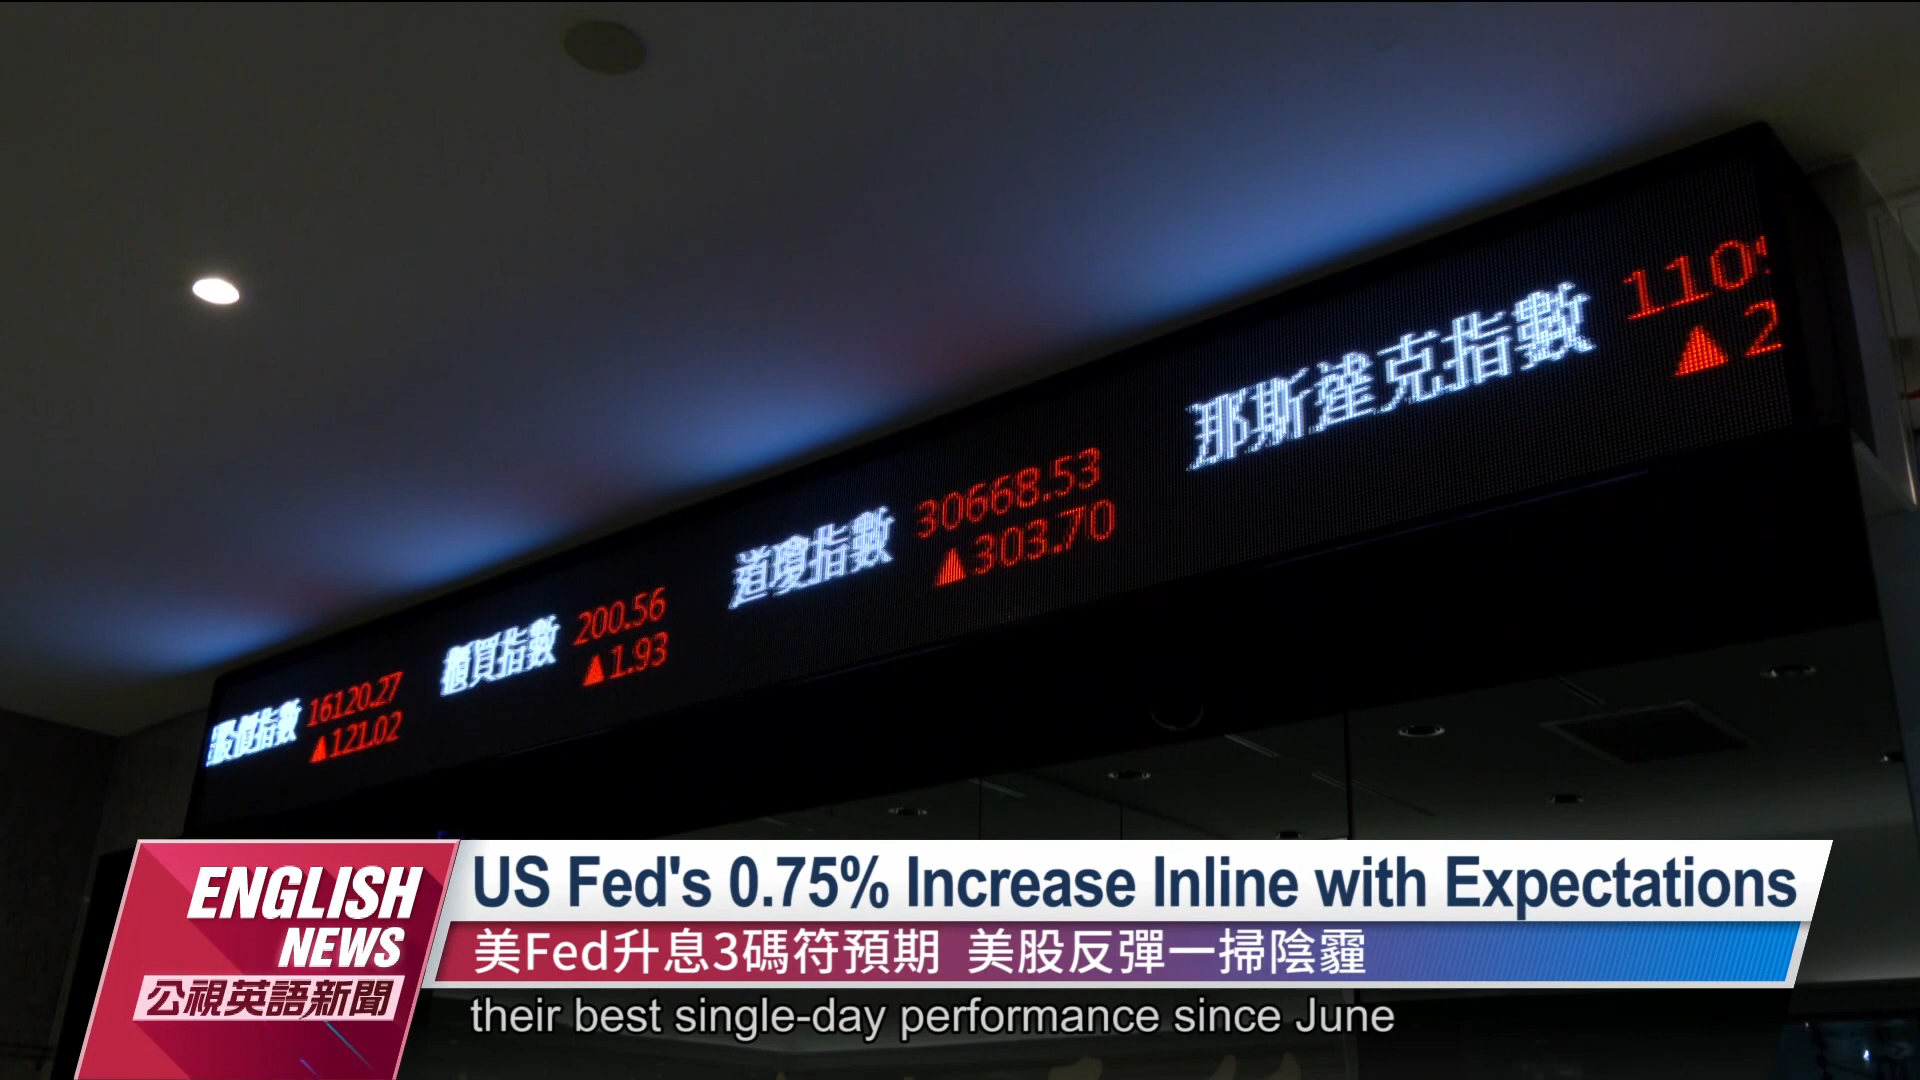 股價指數 16120.27
▲121.02
櫃買指數 200.56
▲1.93
道瓊指數 30668.53
▲303.70
那斯達克指數 1109
▲2
ENGLISH
NEWS
公視英語新聞
US Fed's 0.75% Increase Inline with Expectations
美Fed升息3碼符預期 美股反彈一掃陰霾
their best single-day performance since June